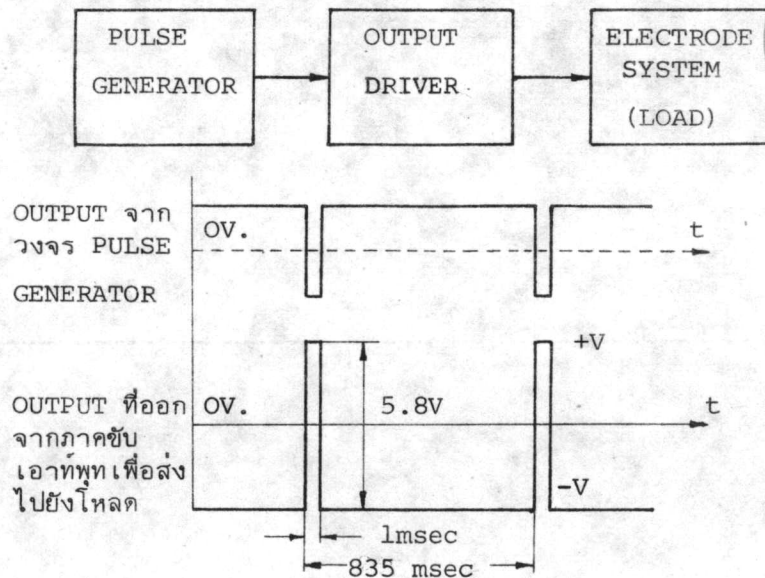 PULSE
GENERATOR
OUTPUT
DRIVER
ELECTRODE
SYSTEM
(LOAD)
OUTPUT จาก
วงจร PULSE
GENERATOR
OV.
t
+V
OUTPUT ที่ออก
จากภาคขับ
เอาท์พุทเพื่อส่ง
ไปยังโหลด
OV.
5.8V
t
-V
1msec
835 msec